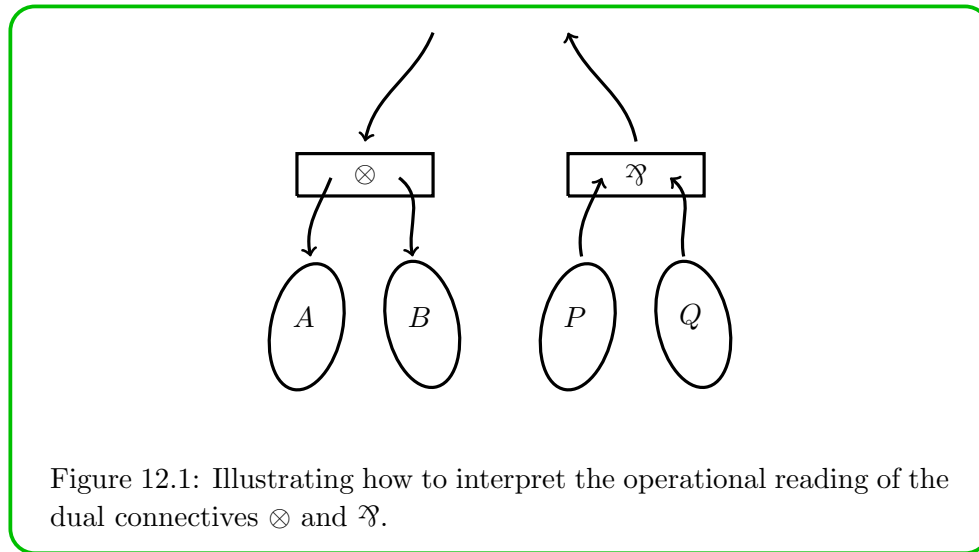 ⊗ ⅋
A B P Q
Figure 12.1: Illustrating how to interpret the operational reading of the
dual connectives ⊗ and ⅋.